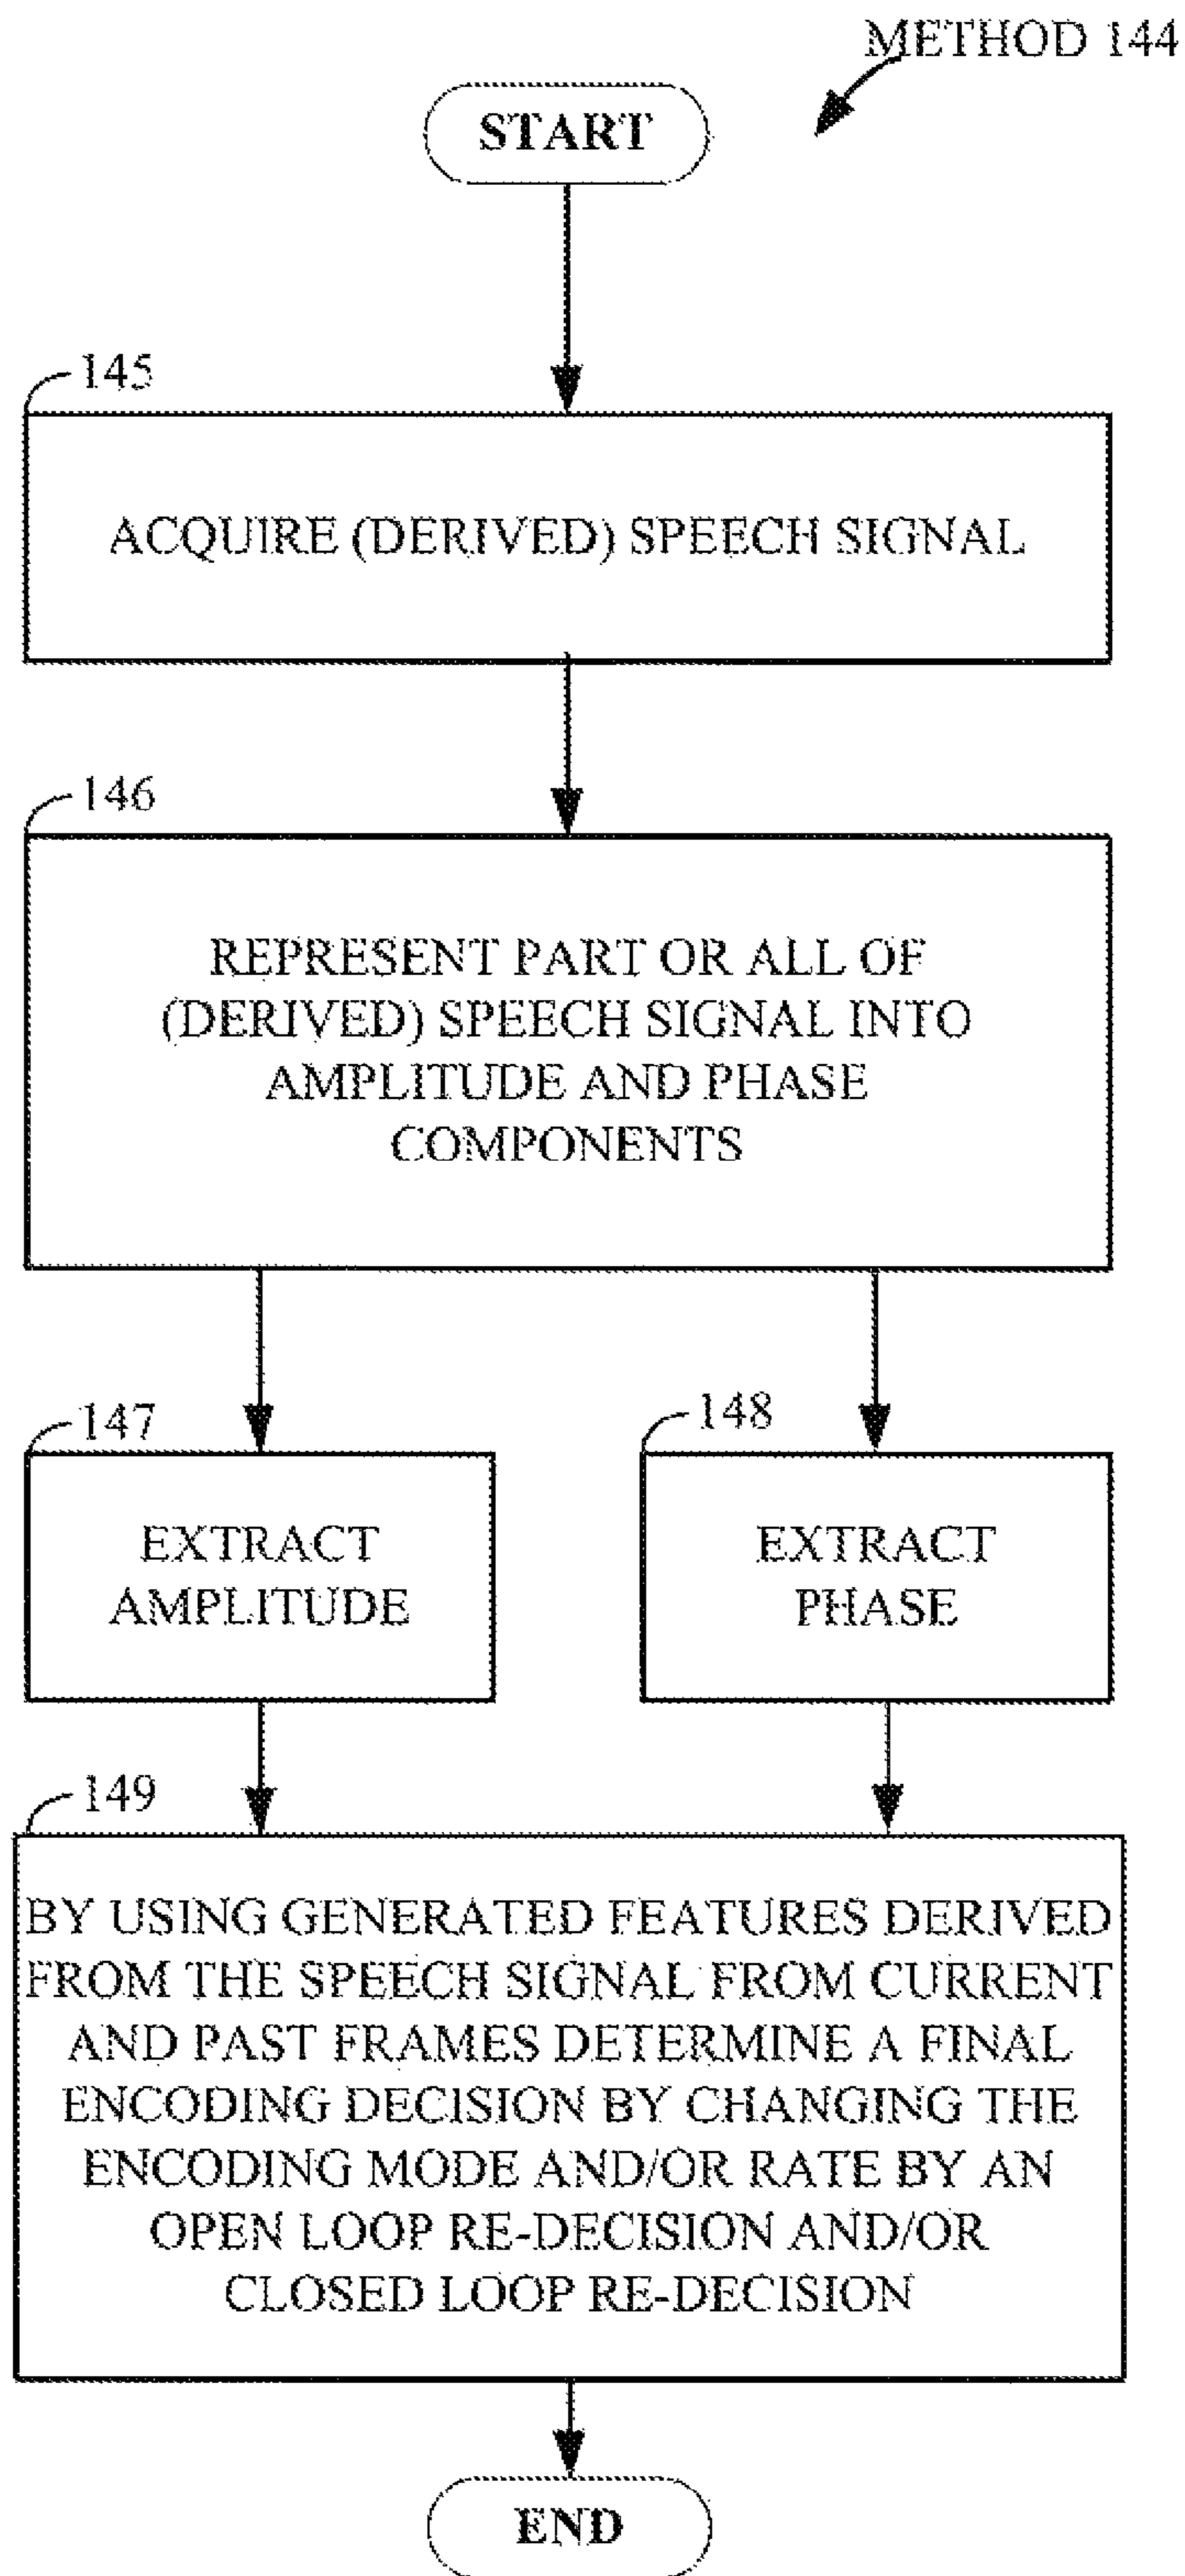 METHOD 144
START
145
ACQUIRE (DERIVED) SPEECH SIGNAL
146
REPRESENT PART OR ALL OF
(DERIVED) SPEECH SIGNAL INTO
AMPLITUDE AND PHASE
COMPONENTS
147
EXTRACT
AMPLITUDE
148
EXTRACT
PHASE
149
BY USING GENERATED FEATURES DERIVED
FROM THE SPEECH SIGNAL FROM CURRENT
AND PAST FRAMES DETERMINE A FINAL
ENCODING DECISION BY CHANGING THE
ENCODING MODE AND/OR RATE BY AN
OPEN LOOP RE-DECISION AND/OR
CLOSED LOOP RE-DECISION
END